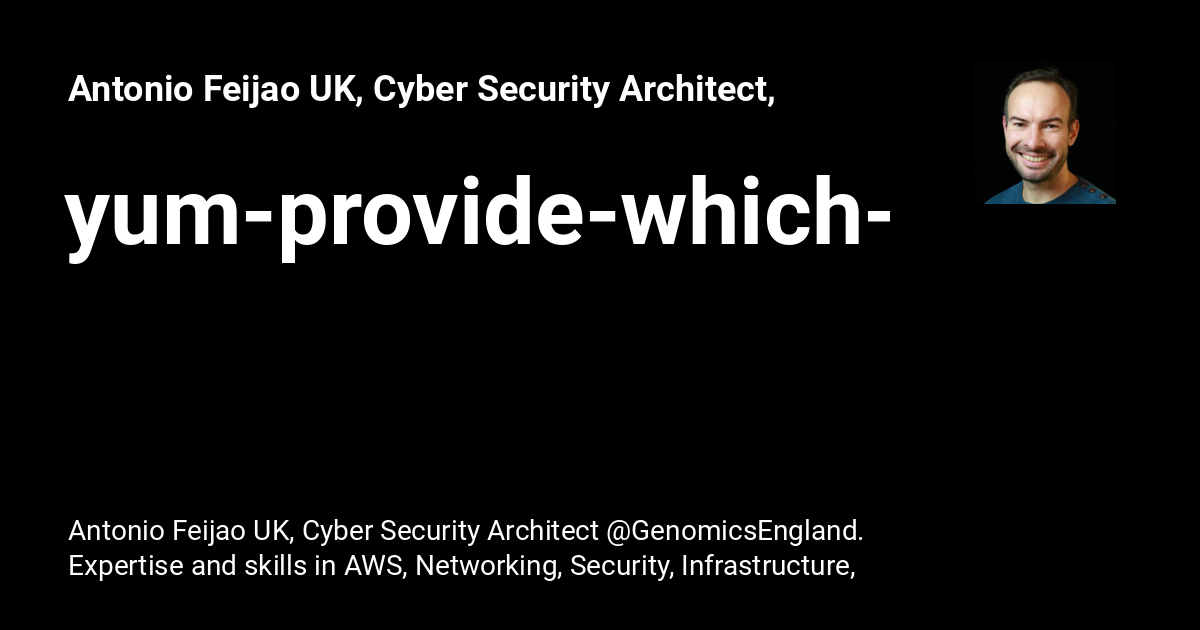 Antonio Feijao UK, Cyber Security Architect,
yum-provide-which-
Antonio Feijao UK, Cyber Security Architect @GenomicsEngland.
Expertise and skills in AWS, Networking, Security, Infrastructure,